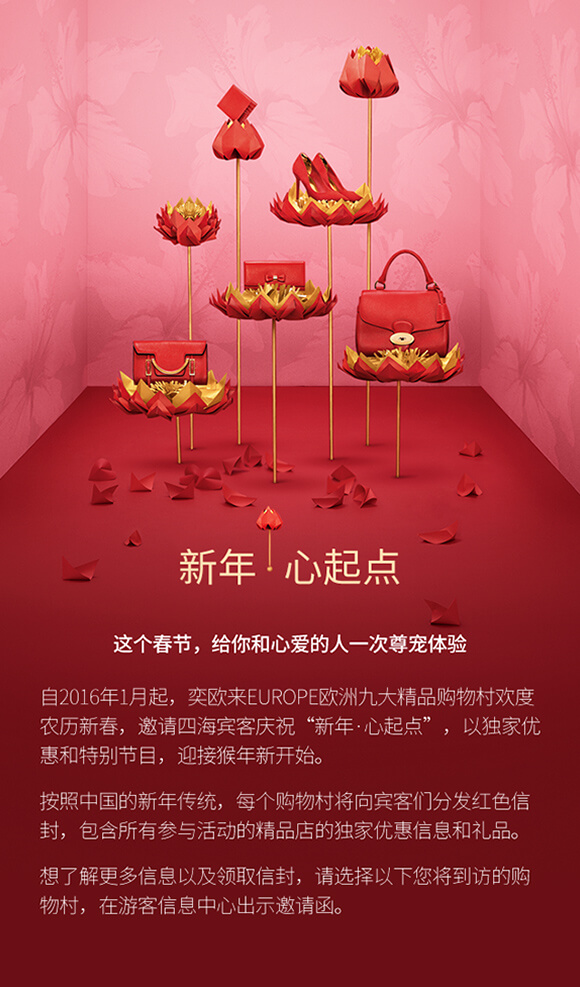 新年·心起点
这个春节，给你和心爱的人一次尊宠体验
自2016年1月起，奕欧来EUROPE欧洲九大精品购物村欢度
农历新春，邀请四海宾客庆祝“新年·心起点”，以独家优
惠和特别节目，迎接猴年新开始。
按照中国的新年传统，每个购物村将向宾客们分发红色信
封，包含所有参与活动的精品店的独家优惠信息和礼品。
想了解更多信息以及领取信封，请选择以下您将到访的购
物村，在游客信息中心出示邀请函。